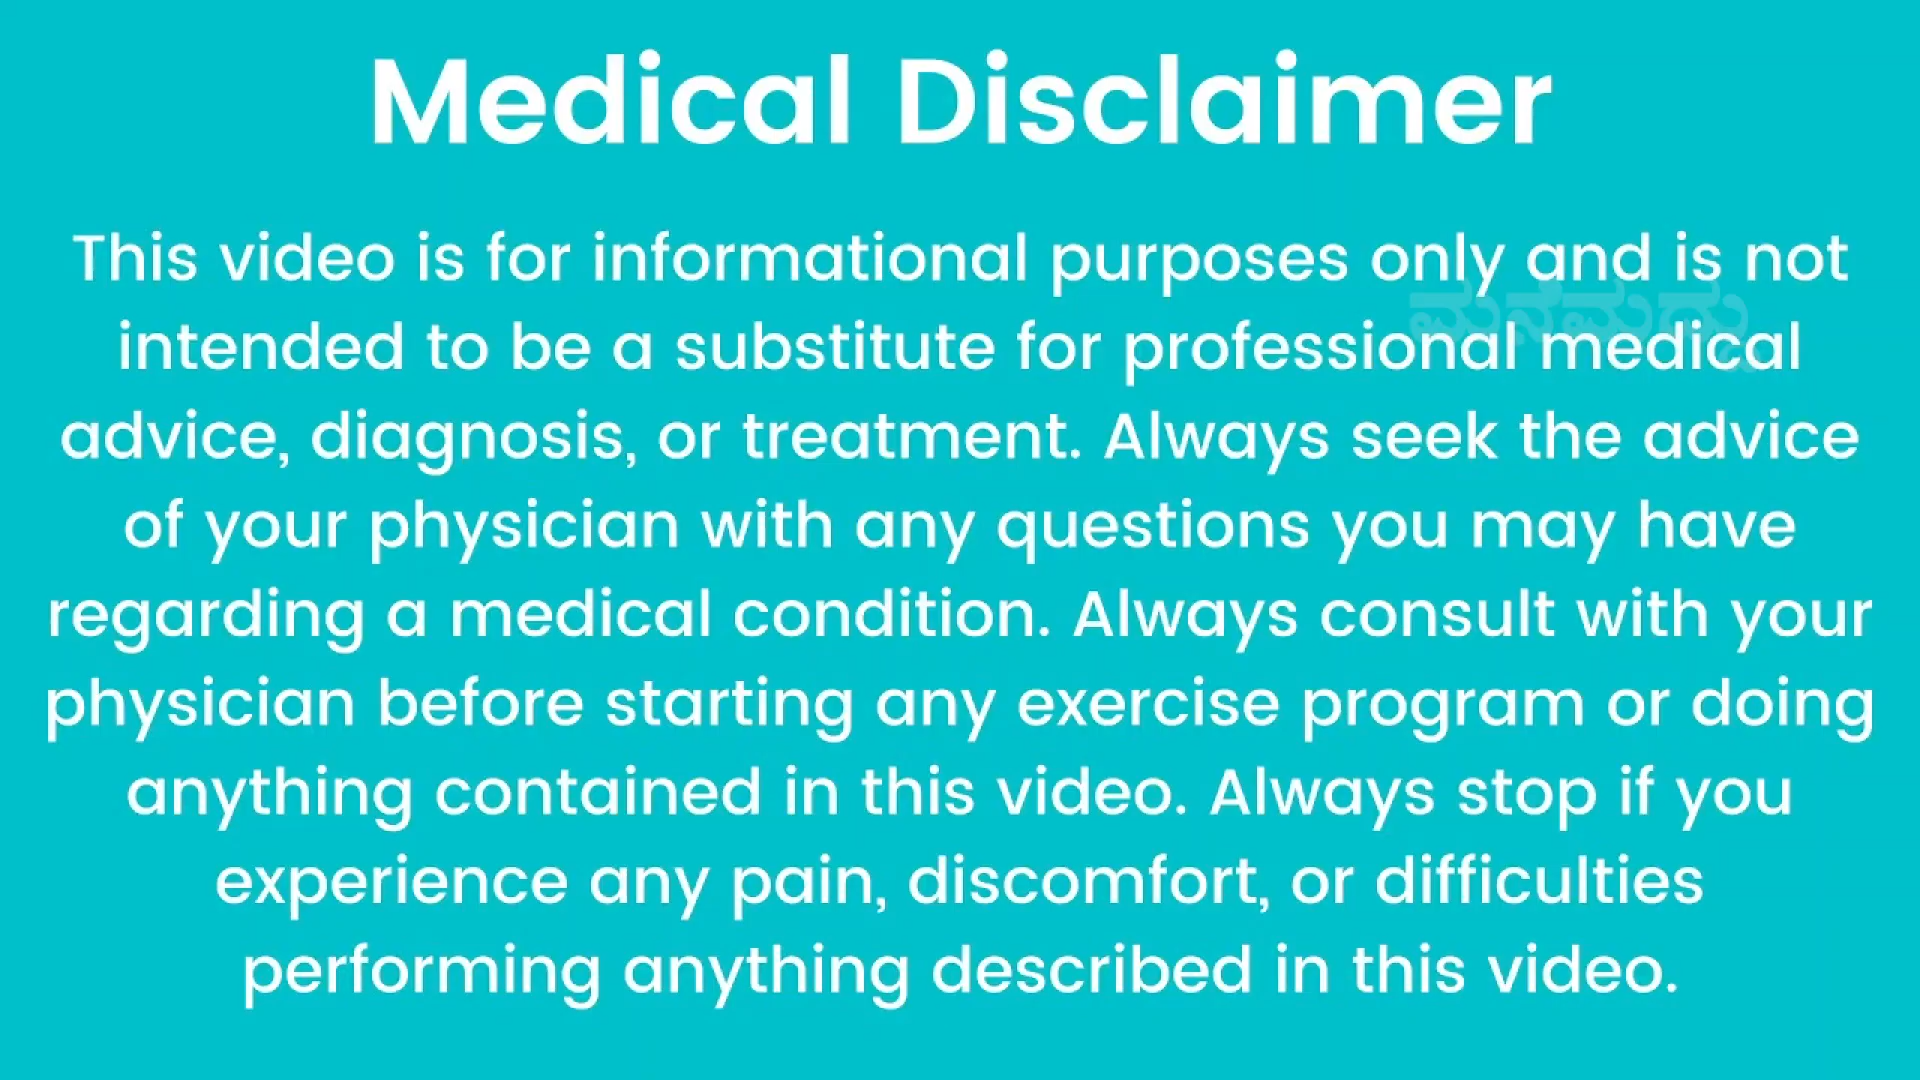 Medical Disclaimer
This video is for informational purposes only and is not
intended to be a substitute for professional medical
advice, diagnosis, or treatment. Always seek the advice
of your physician with any questions you may have
regarding a medical condition. Always consult with your
physician before starting any exercise program or doing
anything contained in this video. Always stop if you
experience any pain, discomfort, or difficulties
performing anything described in this video.
ಮನೆಮದ್ದು